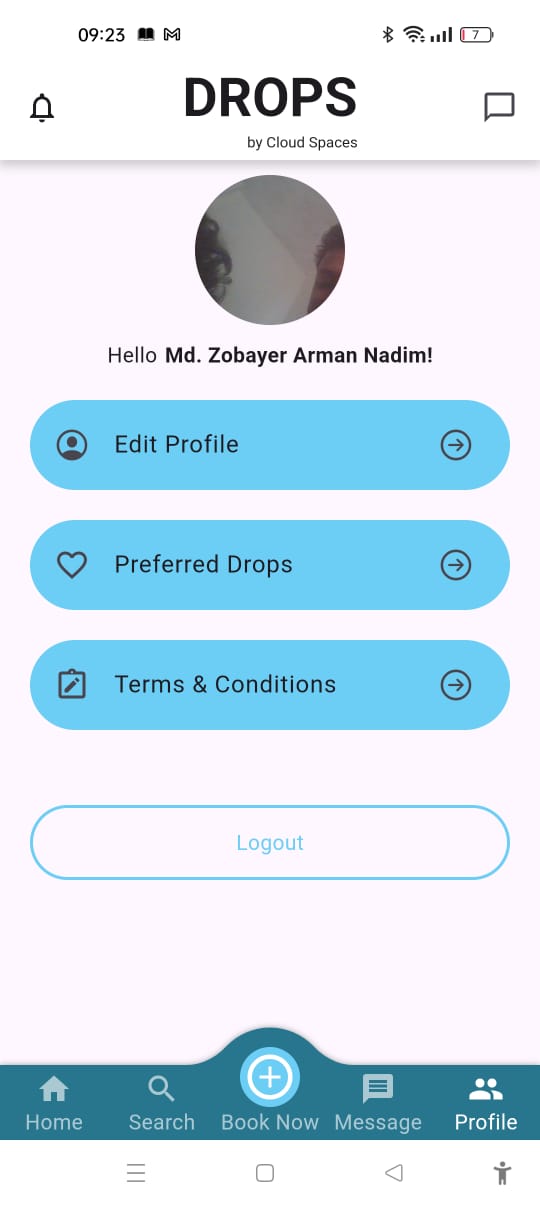 09:23
7
DROPS
by Cloud Spaces
Hello Md. Zobayer Arman Nadim!
Edit Profile
Preferred Drops
Terms & Conditions
Logout
Home Search Book Now Message Profile